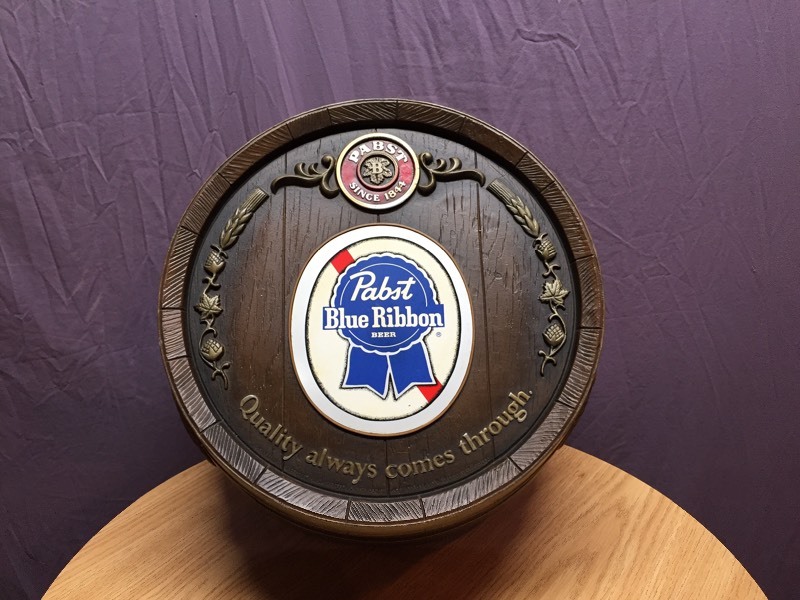 PABST
B
SINCE 1844
Pabst
Blue Ribbon
BEER
®
Quality always comes through.